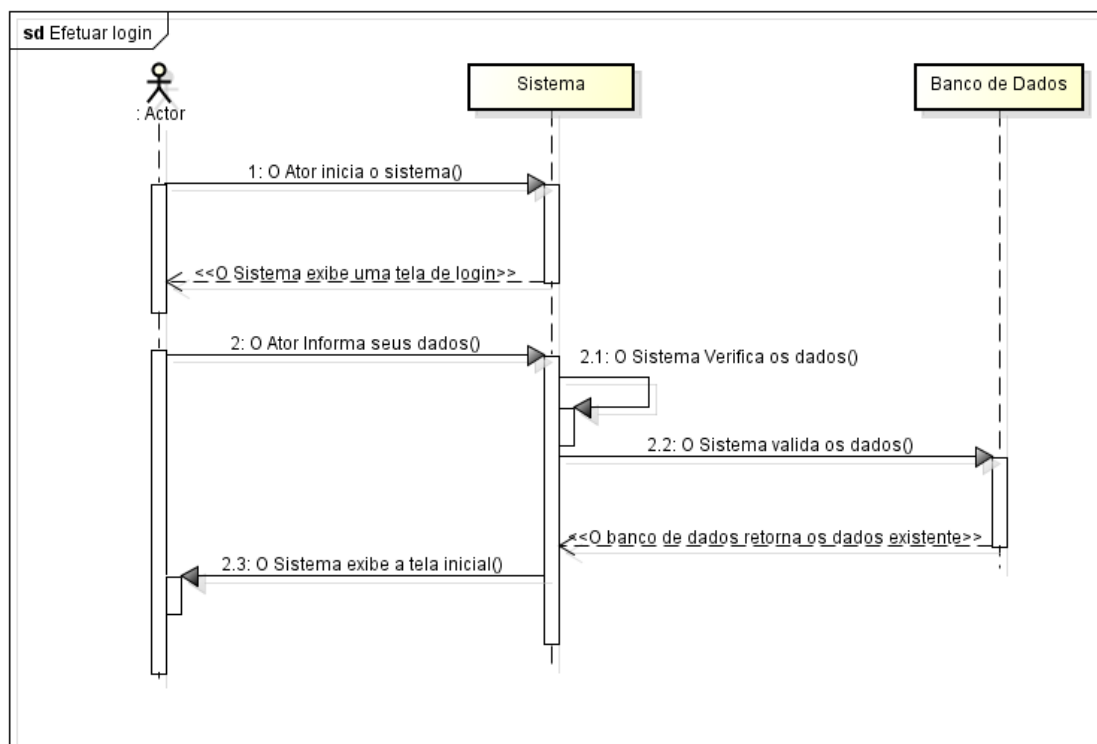 sd Efetuar login
: Actor
Sistema
Banco de Dados
1: O Ator inicia o sistema()
<<O Sistema exibe uma tela de login>>
2: O Ator Informa seus dados()
2.1: O Sistema Verifica os dados()
2.2: O Sistema valida os dados()
<<O banco de dados retorna os dados existente>>
2.3: O Sistema exibe a tela inicial()